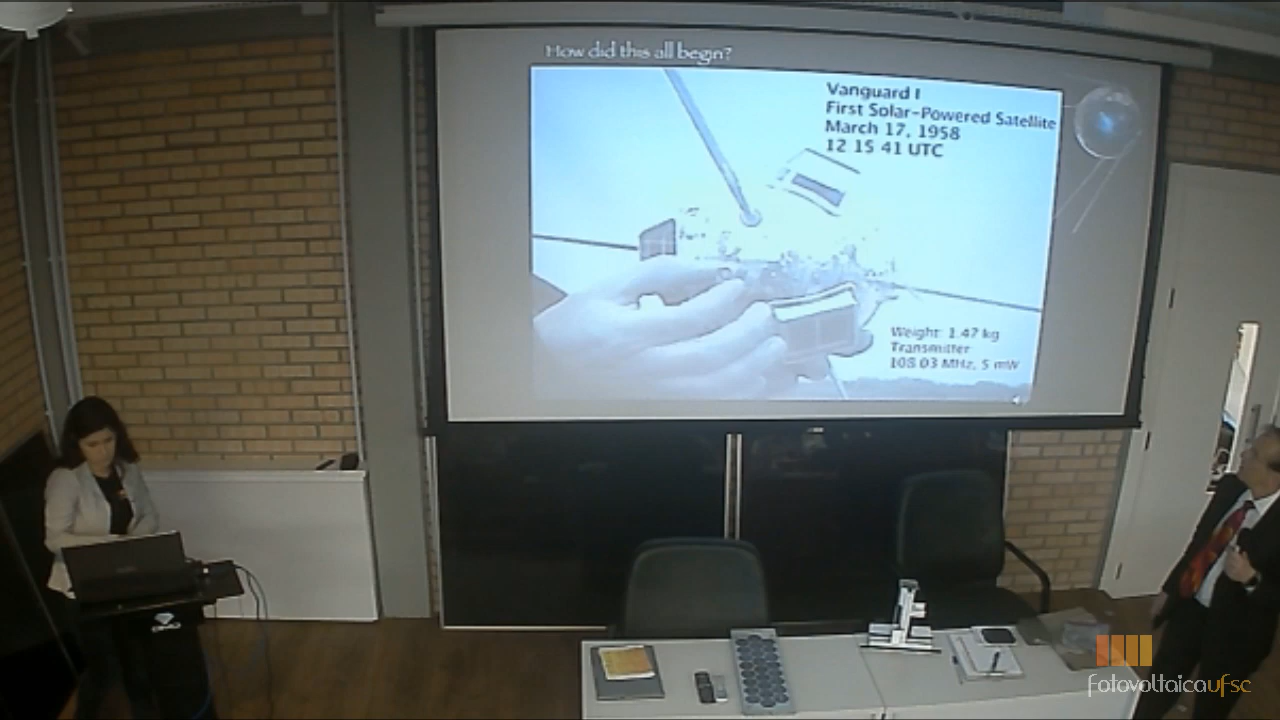 How did this all begin?
Vanguard I
First Solar-Powered Satellite
March 17, 1958
12 15 41 UTC
Weight: 1.47 kg
Transmitter
108.03 MHz, 5 mW
fotovoltaicaufsc